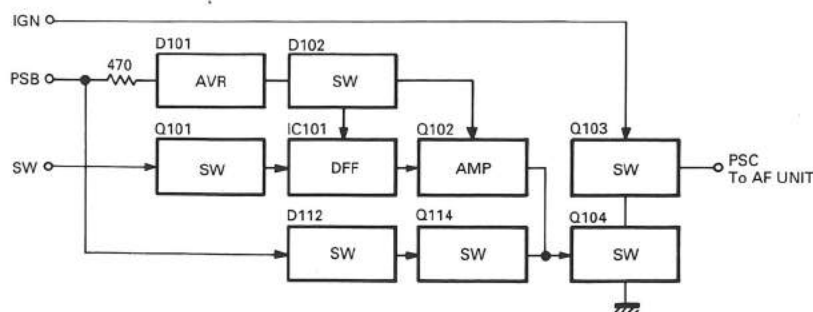 IGN
D101
D102
470
PSB
AVR
SW
Q101
IC101
Q102
Q103
SW
SW
DFF
AMP
SW
PSC
To AF UNIT
D112
Q114
Q104
SW
SW
SW